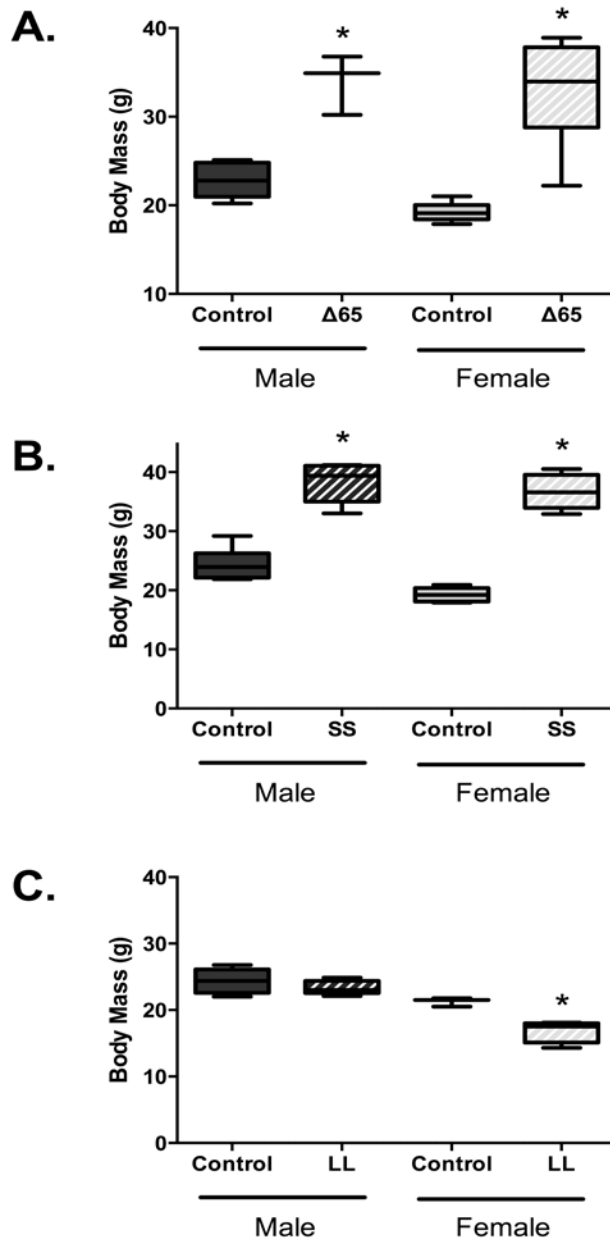 A.
Body Mass (g)
40
30
20
10
*
*
Control Δ65 Control Δ65
Male Female
B.
Body Mass (g)
40
30
20
10
0
*
*
Control SS Control SS
Male Female
C.
Body Mass (g)
40
30
20
10
0
*
Control LL Control LL
Male Female